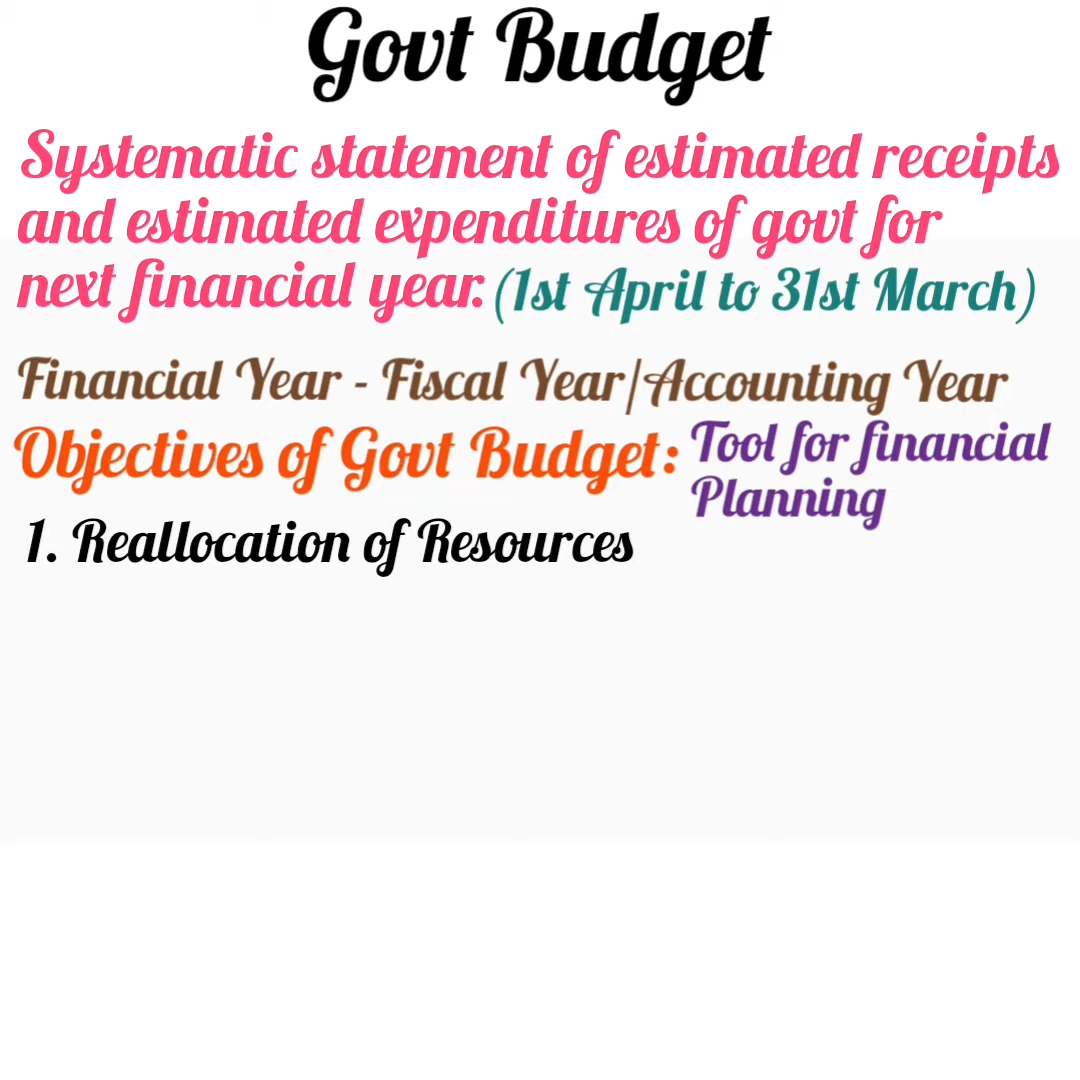 Govt Budget
Systematic statement of estimated receipts
and estimated expenditures of govt for
next financial year. (1st April to 31st March)
Financial Year - Fiscal Year/Accounting Year
Objectives of Govt Budget: Tool for financial
Planning
1. Reallocation of Resources